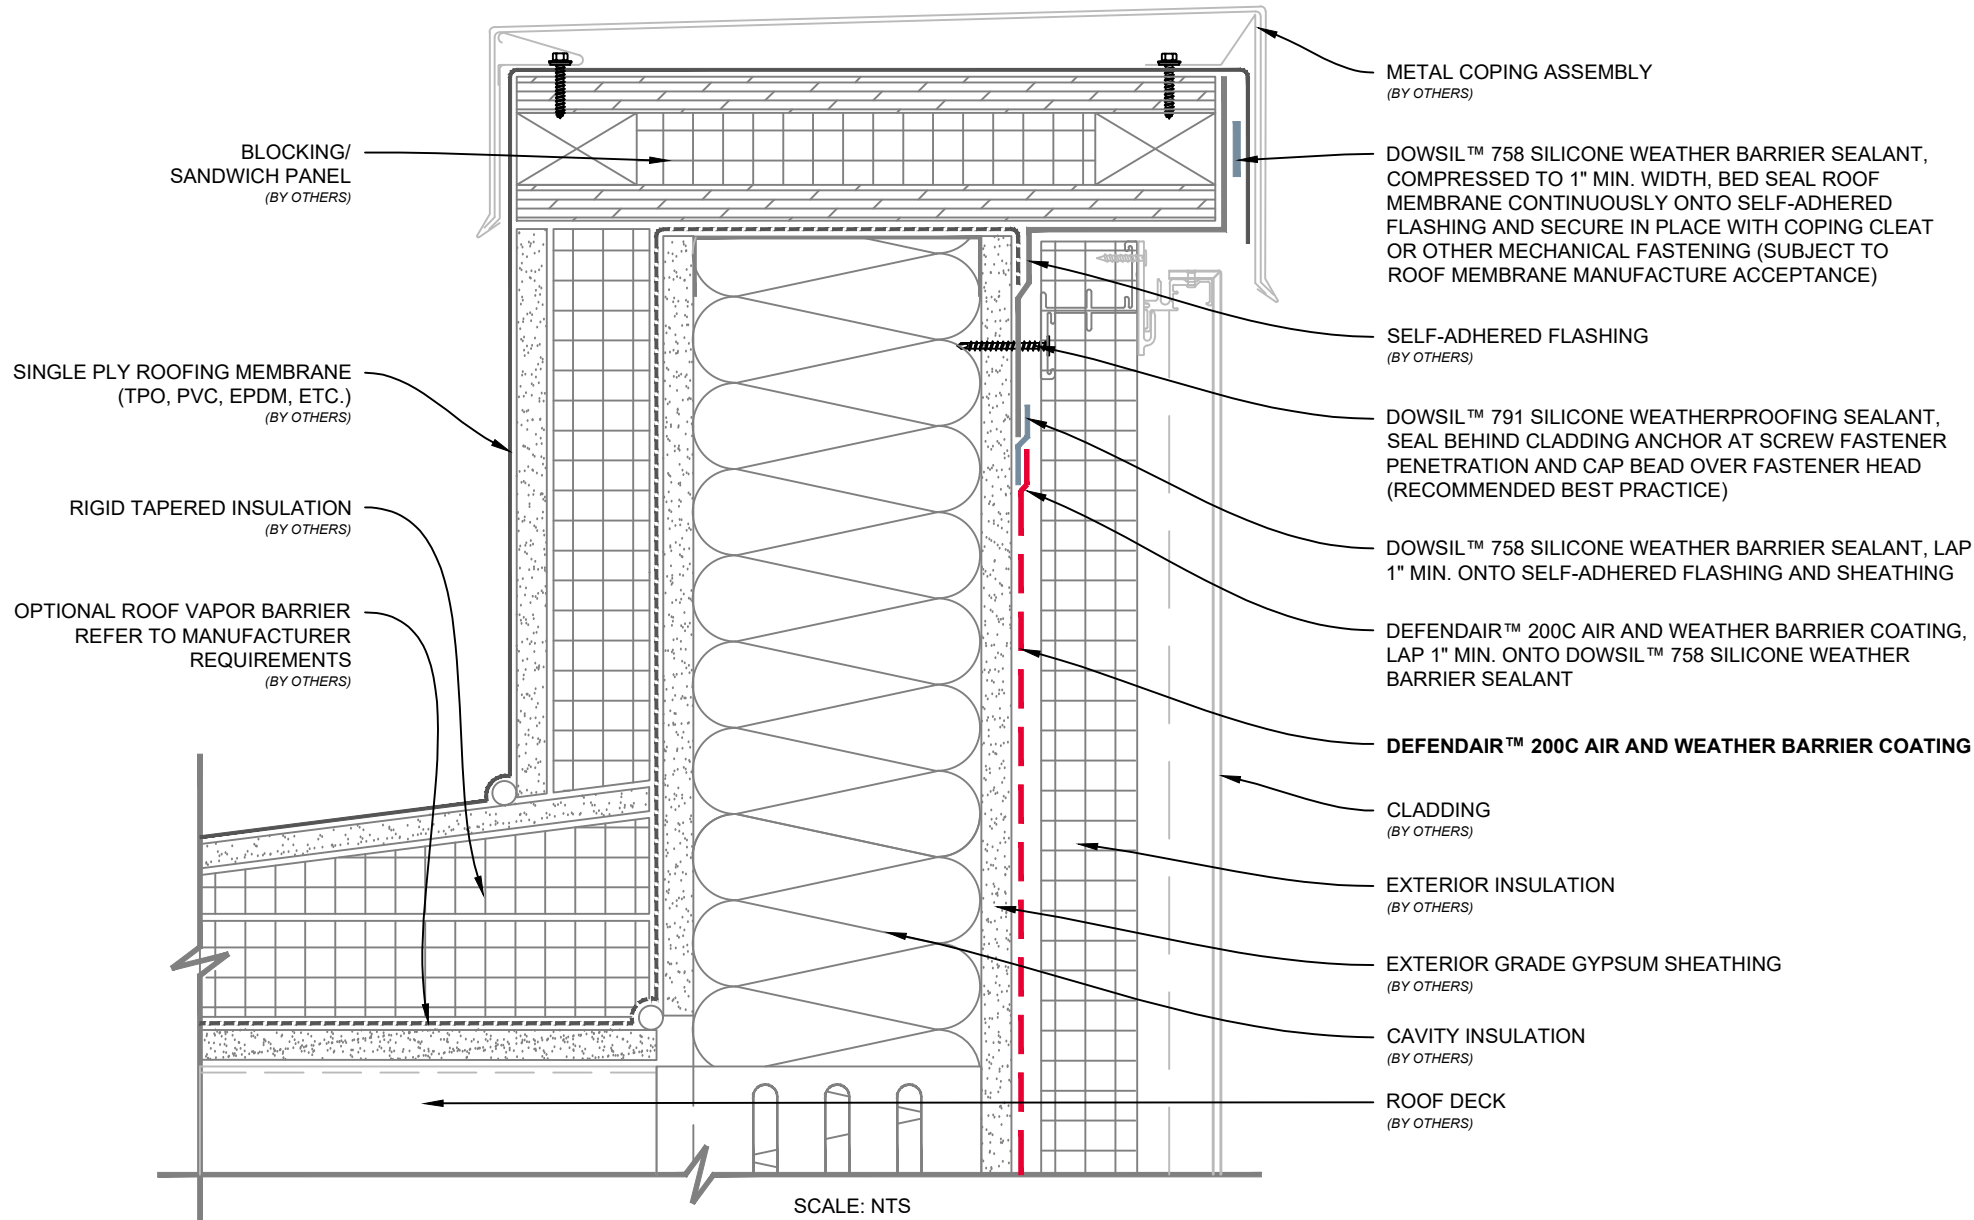 BLOCKING/
SANDWICH PANEL
(BY OTHERS)
SINGLE PLY ROOFING MEMBRANE
(TPO, PVC, EPDM, ETC.)
(BY OTHERS)
RIGID TAPERED INSULATION
(BY OTHERS)
OPTIONAL ROOF VAPOR BARRIER
REFER TO MANUFACTURER
REQUIREMENTS
(BY OTHERS)
METAL COPING ASSEMBLY
(BY OTHERS)
DOWSIL™ 758 SILICONE WEATHER BARRIER SEALANT,
COMPRESSED TO 1" MIN. WIDTH, BED SEAL ROOF
MEMBRANE CONTINUOUSLY ONTO SELF-ADHERED
FLASHING AND SECURE IN PLACE WITH COPING CLEAT
OR OTHER MECHANICAL FASTENING (SUBJECT TO
ROOF MEMBRANE MANUFACTURE ACCEPTANCE)
SELF-ADHERED FLASHING
(BY OTHERS)
DOWSIL™ 791 SILICONE WEATHERPROOFING SEALANT,
SEAL BEHIND CLADDING ANCHOR AT SCREW FASTENER
PENETRATION AND CAP BEAD OVER FASTENER HEAD
(RECOMMENDED BEST PRACTICE)
DOWSIL™ 758 SILICONE WEATHER BARRIER SEALANT, LAP
1" MIN. ONTO SELF-ADHERED FLASHING AND SHEATHING
DEFENDAIR™ 200C AIR AND WEATHER BARRIER COATING,
LAP 1" MIN. ONTO DOWSIL™ 758 SILICONE WEATHER
BARRIER SEALANT
DEFENDAIR™ 200C AIR AND WEATHER BARRIER COATING
CLADDING
(BY OTHERS)
EXTERIOR INSULATION
(BY OTHERS)
EXTERIOR GRADE GYPSUM SHEATHING
(BY OTHERS)
CAVITY INSULATION
(BY OTHERS)
ROOF DECK
(BY OTHERS)
SCALE: NTS